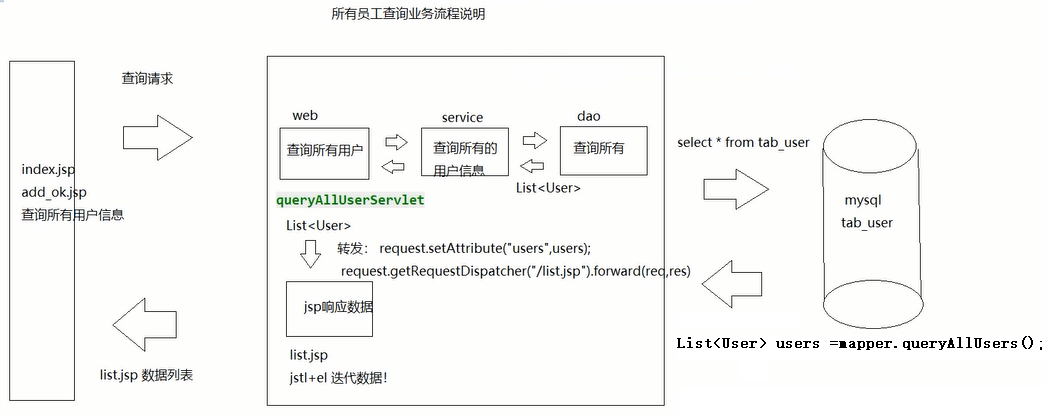 所有员工查询业务流程说明
查询请求
index.jsp
add_ok.jsp
查询所有用户信息
list.jsp 数据列表
web
查询所有用户
service
查询所有的
用户信息
dao
查询所有
List<User>
queryAllUserServlet
List<User>
转发： request.setAttribute("users",users);
request.getRequestDispatcher("/list.jsp").forward(req,res)
jsp响应数据
list.jsp
jstl+el 迭代数据！
select * from tab_user
mysql
tab_user
List<User> users =mapper.queryAllUsers();